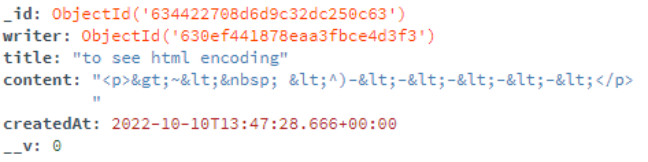 _id: ObjectId('634422708d6d9c32dc250c63')
writer: ObjectId('630ef441878eaa3fbce4d3f3')
title: "to see html encoding"
content: "<p>&gt;~&lt;&nbsp; &lt;^)-&lt;-&lt;-&lt;-&lt;-&lt;</p>
"
createdAt: 2022-10-10T13:47:28.666+00:00
__v: 0